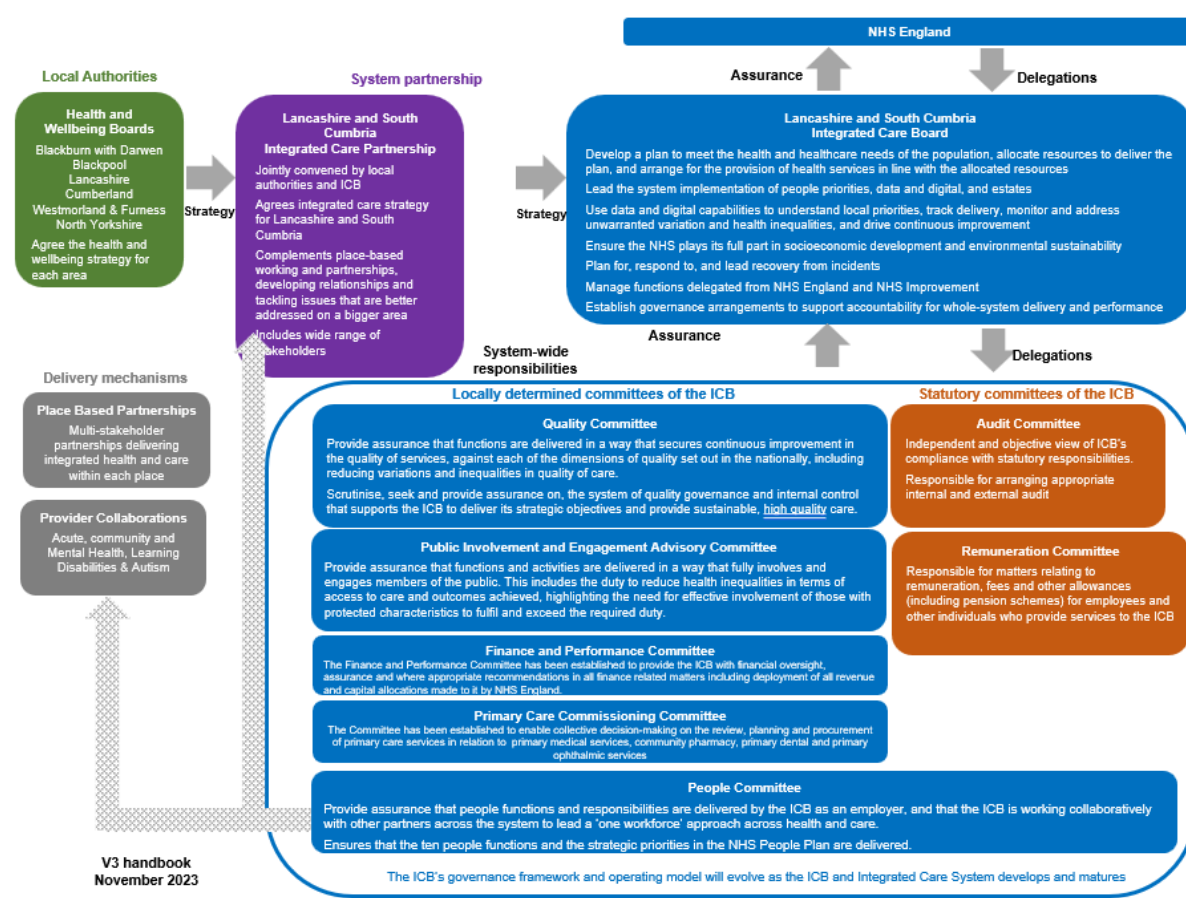 NHS England
Assurance
Delegations
Local Authorities
System partnership
Health and
Wellbeing Boards
Blackburn with Darwen
Blackpool
Lancashire
Cumberland
Westmorland & Furness
North Yorkshire
Agree the health and
wellbeing strategy for
each area
Strategy
Lancashire and South
Cumbria
Integrated Care Partnership
Jointly convened by local
authorities and ICB
Agrees integrated care strategy
for Lancashire and South
Cumbria
Complements place-based
working and partnerships,
developing relationships and
tackling issues that are better
addressed on a bigger area
Includes wide range of
stakeholders
Strategy
Lancashire and South Cumbria
Integrated Care Board
Develop a plan to meet the health and healthcare needs of the population, allocate resources to deliver the
plan, and arrange for the provision of health services in line with the allocated resources
Lead the system implementation of people priorities, data and digital, and estates
Use data and digital capabilities to understand local priorities, track delivery, monitor and address
unwarranted variation and health inequalities, and drive continuous improvement
Ensure the NHS plays its full part in socioeconomic development and environmental sustainability
Plan for, respond to, and lead recovery from incidents
Manage functions delegated from NHS England and NHS Improvement
Establish governance arrangements to support accountability for whole-system delivery and performance
Assurance
Delegations
System-wide
responsibilities
Delivery mechanisms
Place Based Partnerships
Multi-stakeholder
partnerships delivering
integrated health and care
within each place
Provider Collaborations
Acute, community and
Mental Health, Learning
Disabilities & Autism
Locally determined committees of the ICB
Quality Committee
Provide assurance that functions are delivered in a way that secures continuous improvement in
the quality of services, against each of the dimensions of quality set out in the nationally, including
reducing variations and inequalities in quality of care.
Scrutinise, seek and provide assurance on, the system of quality governance and internal control
that supports the ICB to deliver its strategic objectives and provide sustainable, high quality care.
Public Involvement and Engagement Advisory Committee
Provide assurance that functions and activities are delivered in a way that fully involves and
engages members of the public. This includes the duty to reduce health inequalities in terms of
access to care and outcomes achieved, highlighting the need for effective involvement of those with
protected characteristics to fulfil and exceed the required duty.
Finance and Performance Committee
The Finance and Performance Committee has been established to provide the ICB with financial oversight,
assurance and where appropriate recommendations in all finance related matters including deployment of all revenue
and capital allocations made to it by NHS England.
Primary Care Commissioning Committee
The Committee has been established to enable collective decision-making on the review, planning and procurement
of primary care services in relation to primary medical services, community pharmacy, primary dental and primary
ophthalmic services
Statutory committees of the ICB
Audit Committee
Independent and objective view of ICB's
compliance with statutory responsibilities.
Responsible for arranging appropriate
internal and external audit
Remuneration Committee
Responsible for matters relating to
remuneration, fees and other allowances
(including pension schemes) for employees and
other individuals who provide services to the ICB
People Committee
Provide assurance that people functions and responsibilities are delivered by the ICB as an employer, and that the ICB is working collaboratively
with other partners across the system to lead a 'one workforce' approach across health and care.
Ensures that the ten people functions and the strategic priorities in the NHS People Plan are delivered.
The ICB's governance framework and operating model will evolve as the ICB and Integrated Care System develops and matures
V3 handbook
November 2023